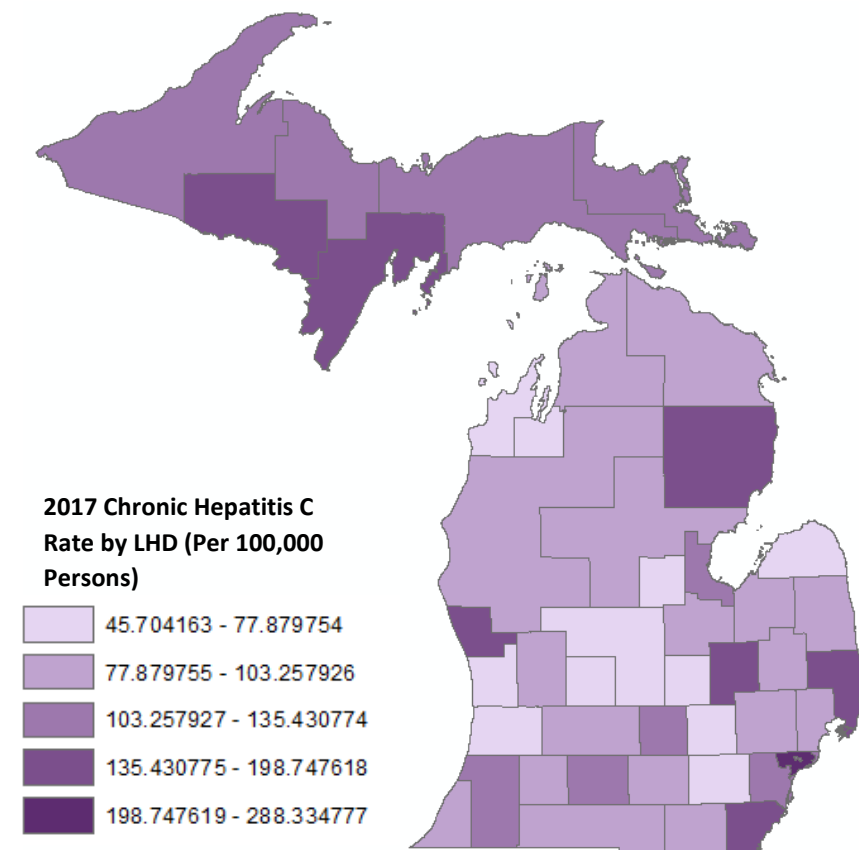 2017 Chronic Hepatitis C
Rate by LHD (Per 100,000
Persons)
45.704163 - 77.879754
77.879755 - 103.257926
103.257927 - 135.430774
135.430775 - 198.747618
198.747619 - 288.334777